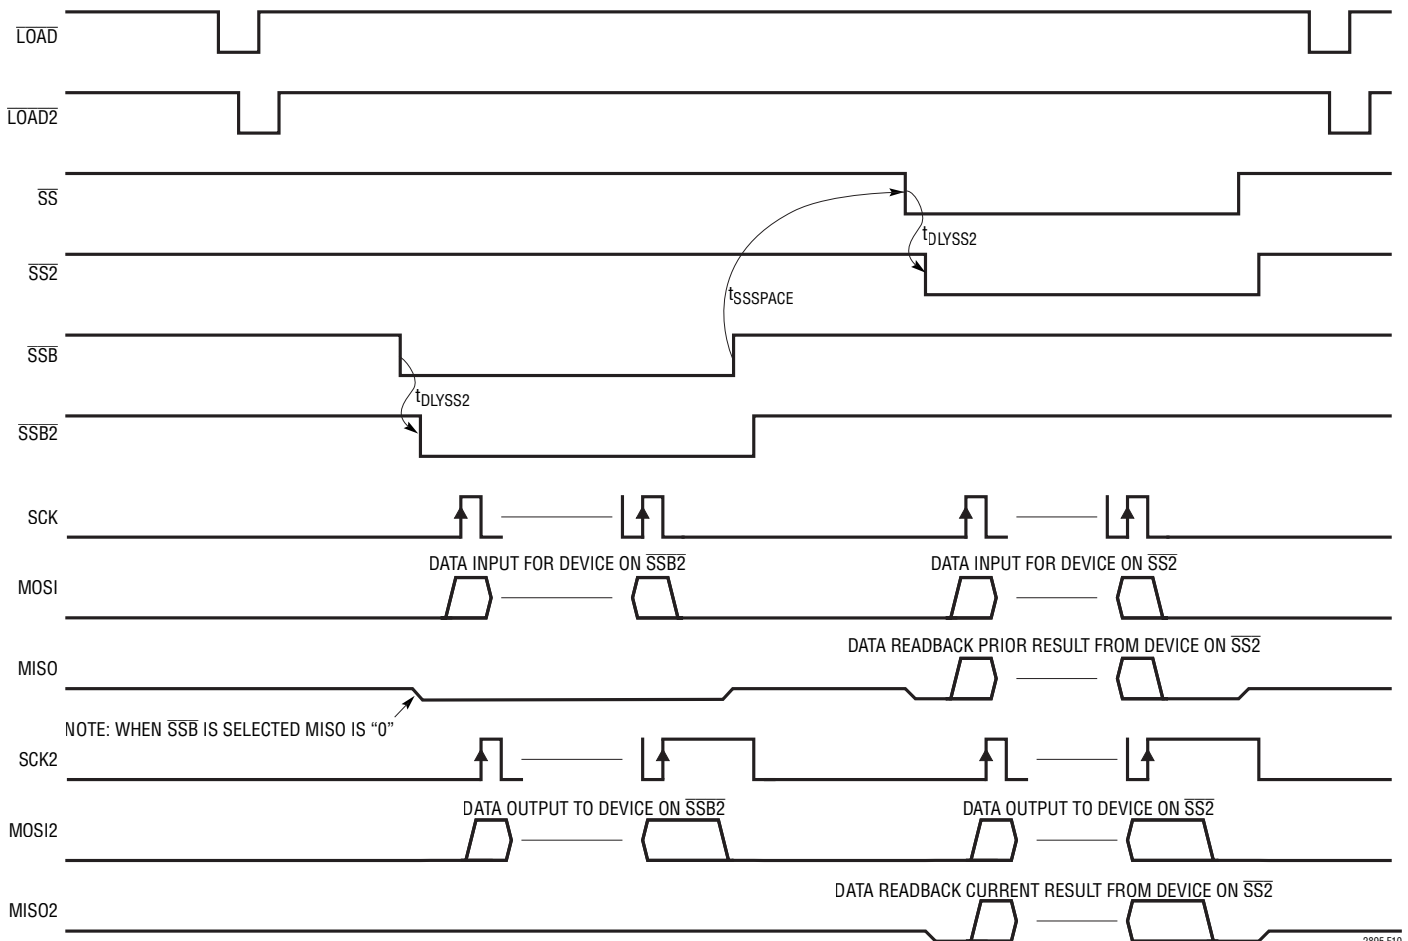 LOAD
LOAD2
SS
tDLYSS2
SS2
tSSSPACE
SSB
tDLYSS2
SSB2
SCK
DATA INPUT FOR DEVICE ON SSB2
DATA INPUT FOR DEVICE ON SS2
MOSI
DATA READBACK PRIOR RESULT FROM DEVICE ON SS2
MISO
NOTE: WHEN SSB IS SELECTED MISO IS “0”
SCK2
DATA OUTPUT TO DEVICE ON SSB2
DATA OUTPUT TO DEVICE ON SS2
MOSI2
DATA READBACK CURRENT RESULT FROM DEVICE ON SS2
MISO2